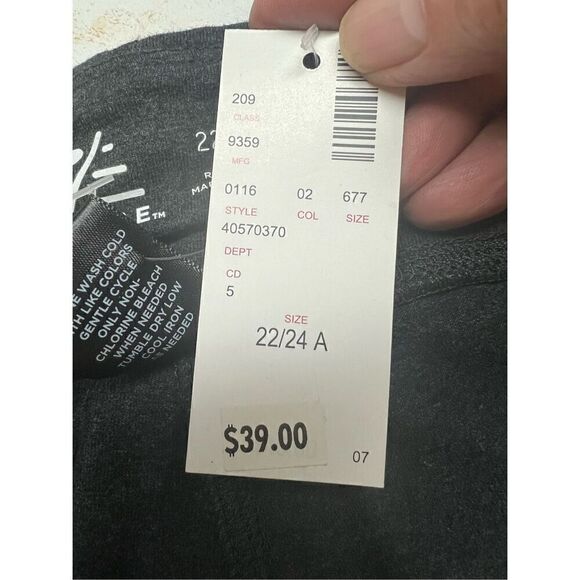 209
CLASS
9359
MFG
0116 02 677
STYLE COL SIZE
40570370
DEPT
CD
5
SIZE
22/24 A
$39.00
07
E™
WASH COLD
LIKE COLORS
GENTLE CYCLE
ONLY NON-
CHLORINE BLEACH
WHEN NEEDED
TUMBLE DRY LOW
COOL IRON
NEEDED